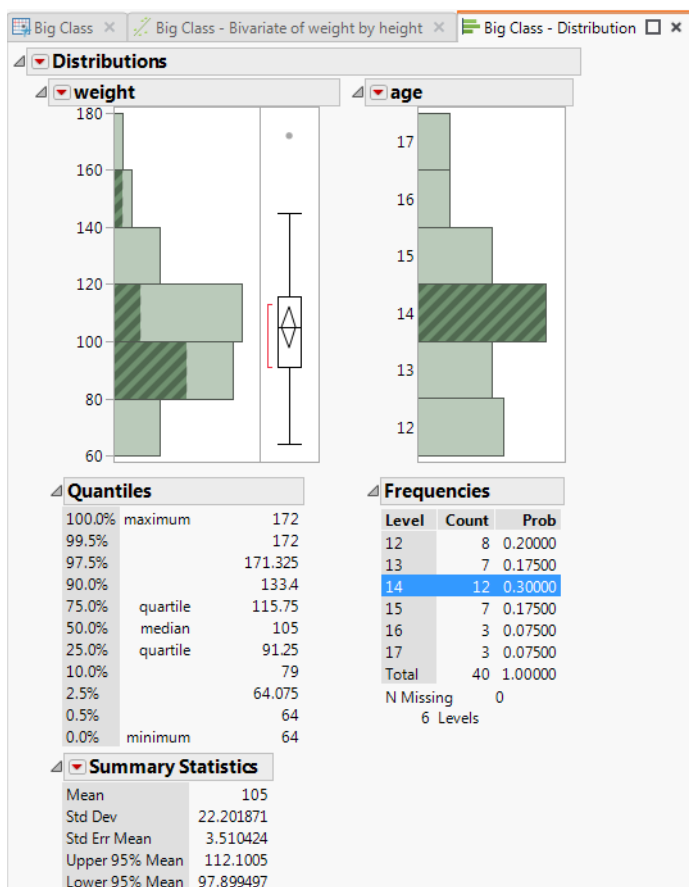 Big Class
Big Class - Bivariate of weight by height
Big Class - Distribution
Distributions
weight
180
160
140
120
100
80
60
age
17
16
15
14
13
12
Quantiles
100.0% maximum 172
99.5% 172
97.5% 171.325
90.0% 133.4
75.0% quartile 115.75
50.0% median 105
25.0% quartile 91.25
10.0% 79
2.5% 64.075
0.5% 64
0.0% minimum 64
Frequencies
Level Count Prob
12 8 0.20000
13 7 0.17500
14 12 0.30000
15 7 0.17500
16 3 0.07500
17 3 0.07500
Total 40 1.00000
N Missing 0
6 Levels
Summary Statistics
Mean 105
Std Dev 22.201871
Std Err Mean 3.510424
Upper 95% Mean 112.1005
Lower 95% Mean 97.899497